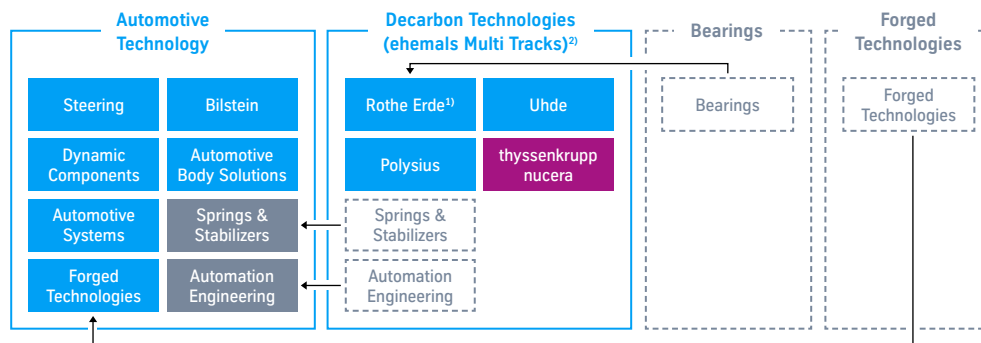 Automotive
Technology
Steering
Bilstein
Dynamic
Components
Automotive
Body Solutions
Automotive
Systems
Springs &
Stabilizers
Forged
Technologies
Automation
Engineering
Decarbon Technologies
(ehemals Multi Tracks)²⁾
Rothe Erde¹⁾
Uhde
Polysius
thyssenkrupp
nucera
Springs &
Stabilizers
Automation
Engineering
Bearings
Bearings
Forged
Technologies
Forged
Technologies